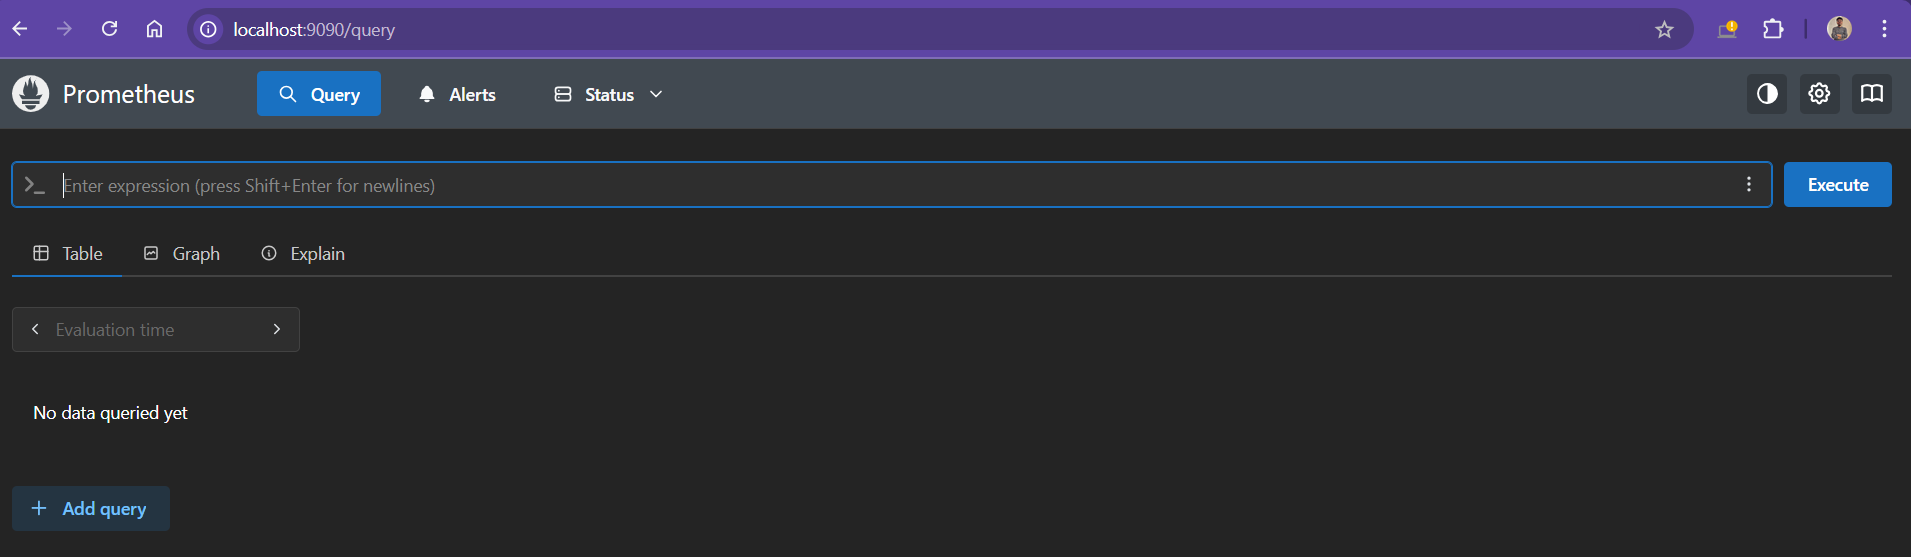 localhost:9090/query
Prometheus Query Alerts Status
Enter expression (press Shift+Enter for newlines) Execute
Table Graph Explain
Evaluation time
No data queried yet
+ Add query